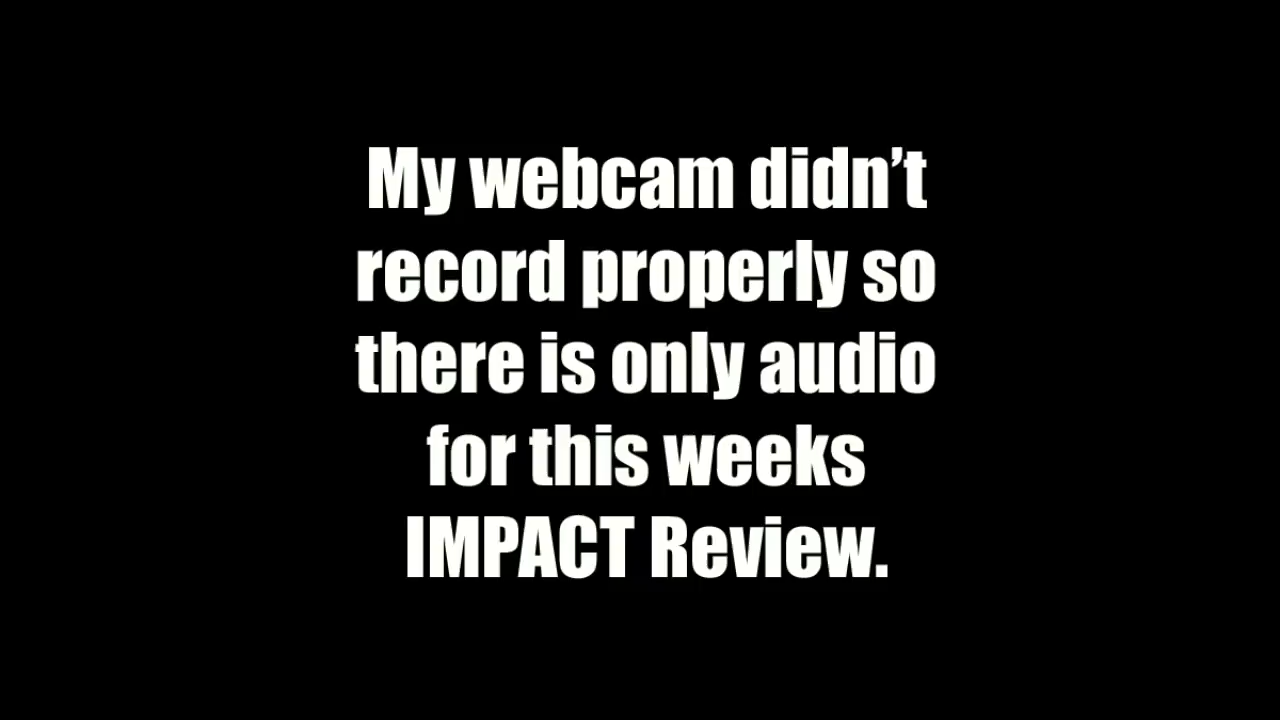 My webcam didn’t
record properly so
there is only audio
for this weeks
IMPACT Review.